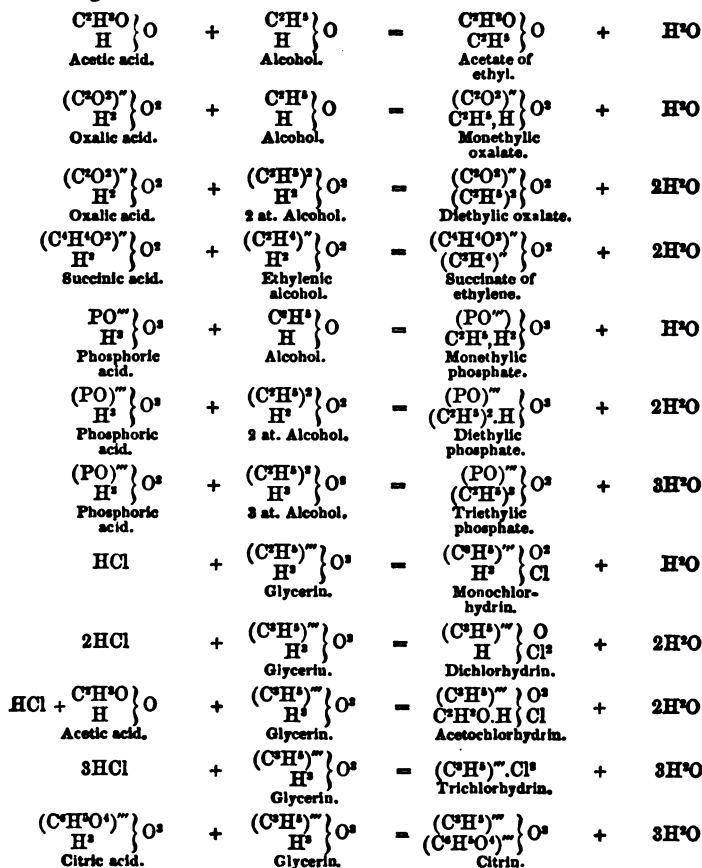 C²H³O
H } O + C²H⁵
H } O = C²H³O
C²H⁵ } O + H²O
Acetic acid. Alcohol. Acetate of
ethyl.
(C²O²)″
H² } O² + C²H⁵
H } O = (C²O²)″
C²H⁵,H } O² + H²O
Oxalic acid. Alcohol. Monethylic
oxalate.
(C²O²)″
H² } O² + (C²H⁵)²
H² } O² = (C²O²)″
(C²H⁵)² } O² + 2H²O
Oxalic acid. 2 at. Alcohol. Diethylic oxalate.
(C⁴H⁴O²)″
H² } O² + (C²H⁴)″
H² } O² = (C⁴H⁴O²)″
(C²H⁴)″ } O² + 2H²O
Succinic acid. Ethylenic
alcohol. Succinate of
ethylene.
PO‴
H³ } O³ + C²H⁵
H } O = (PO‴)
C²H⁵,H² } O³ + H²O
Phosphoric
acid. Alcohol. Monethylic
phosphate.
(PO)‴
H³ } O³ + (C²H⁵)²
H² } O² = (PO)‴
(C²H⁵)².H } O³ + 2H²O
Phosphoric
acid. 2 at. Alcohol. Diethylic
phosphate.
(PO)‴
H³ } O³ + (C²H⁵)³
H³ } O³ = (PO)‴
(C²H⁵)³ } O³ + 3H²O
Phosphoric
acid. 3 at. Alcohol. Triethylic
phosphate.
HCl + (C³H⁵)‴
H³ } O³ = (C³H⁵)‴
H² } O²
Cl + H²O
Glycerin. Monochlor-
hydrin.
2HCl + (C³H⁵)‴
H³ } O³ = (C³H⁵)‴
H } O
Cl² + 2H²O
Glycerin. Dichlorhydrin.
HCl + C²H³O
H } O + (C³H⁵)‴
H³ } O³ = (C³H⁵)‴
C²H³O.H } O²
Cl + 2H²O
Acetic acid. Glycerin. Acetochlorhydrin.
3HCl + (C³H⁵)‴
H³ } O³ = (C³H⁵)‴.Cl³ + 3H²O
Glycerin. Trichlorhydrin.
(C⁶H⁵O⁴)‴
H³ } O³ + (C³H⁵)‴
H³ } O³ = (C³H⁵)‴
(C⁶H⁵O⁴)‴ } O³ + 3H²O
Citric acid. Glycerin. Citrin.